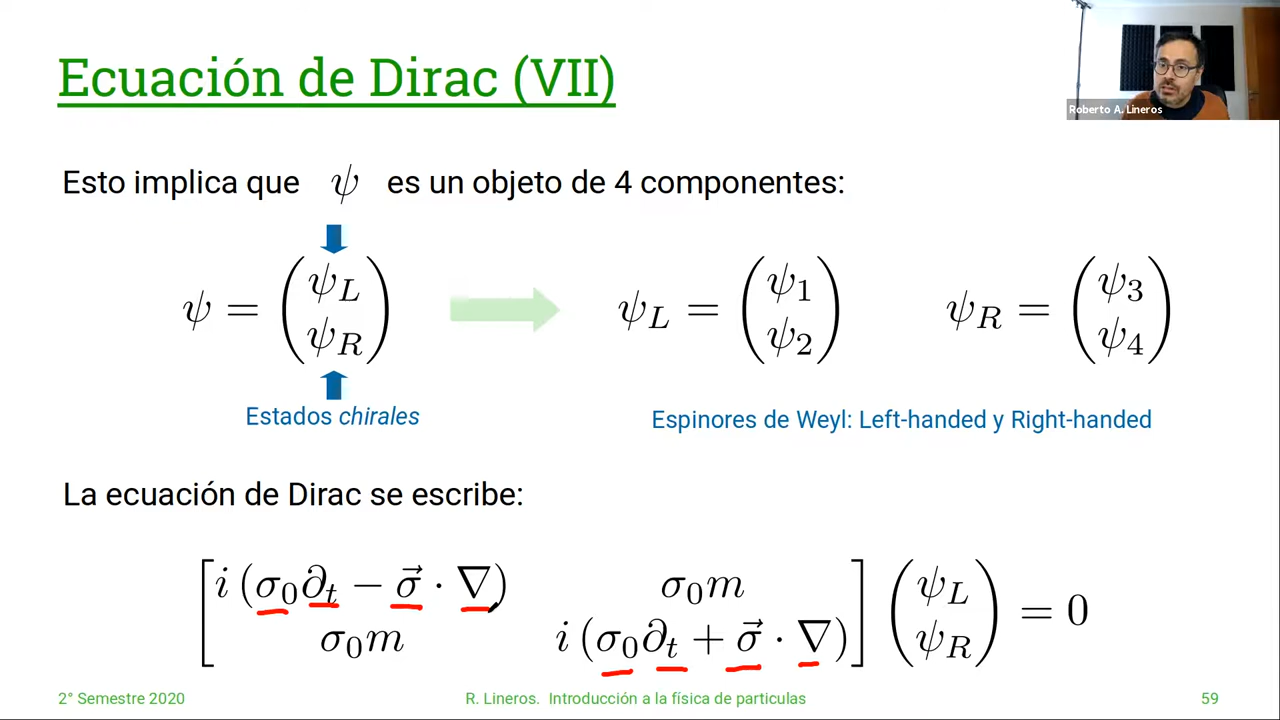 Ecuación de Dirac (VII)
Roberto A. Lineros
Esto implica que ψ es un objeto de 4 componentes:
ψ = (ψ_L ψ_R) ψ_L = (ψ_1 ψ_2) ψ_R = (ψ_3 ψ_4)
Estados chirales
Espinores de Weyl: Left-handed y Right-handed
La ecuación de Dirac se escribe:
[ i (σ_0 ∂_t − σ⃗ · ∇) σ_0 m
σ_0 m i (σ_0 ∂_t + σ⃗ · ∇) ] (ψ_L ψ_R) = 0
2° Semestre 2020
R. Lineros. Introducción a la física de particulas
59